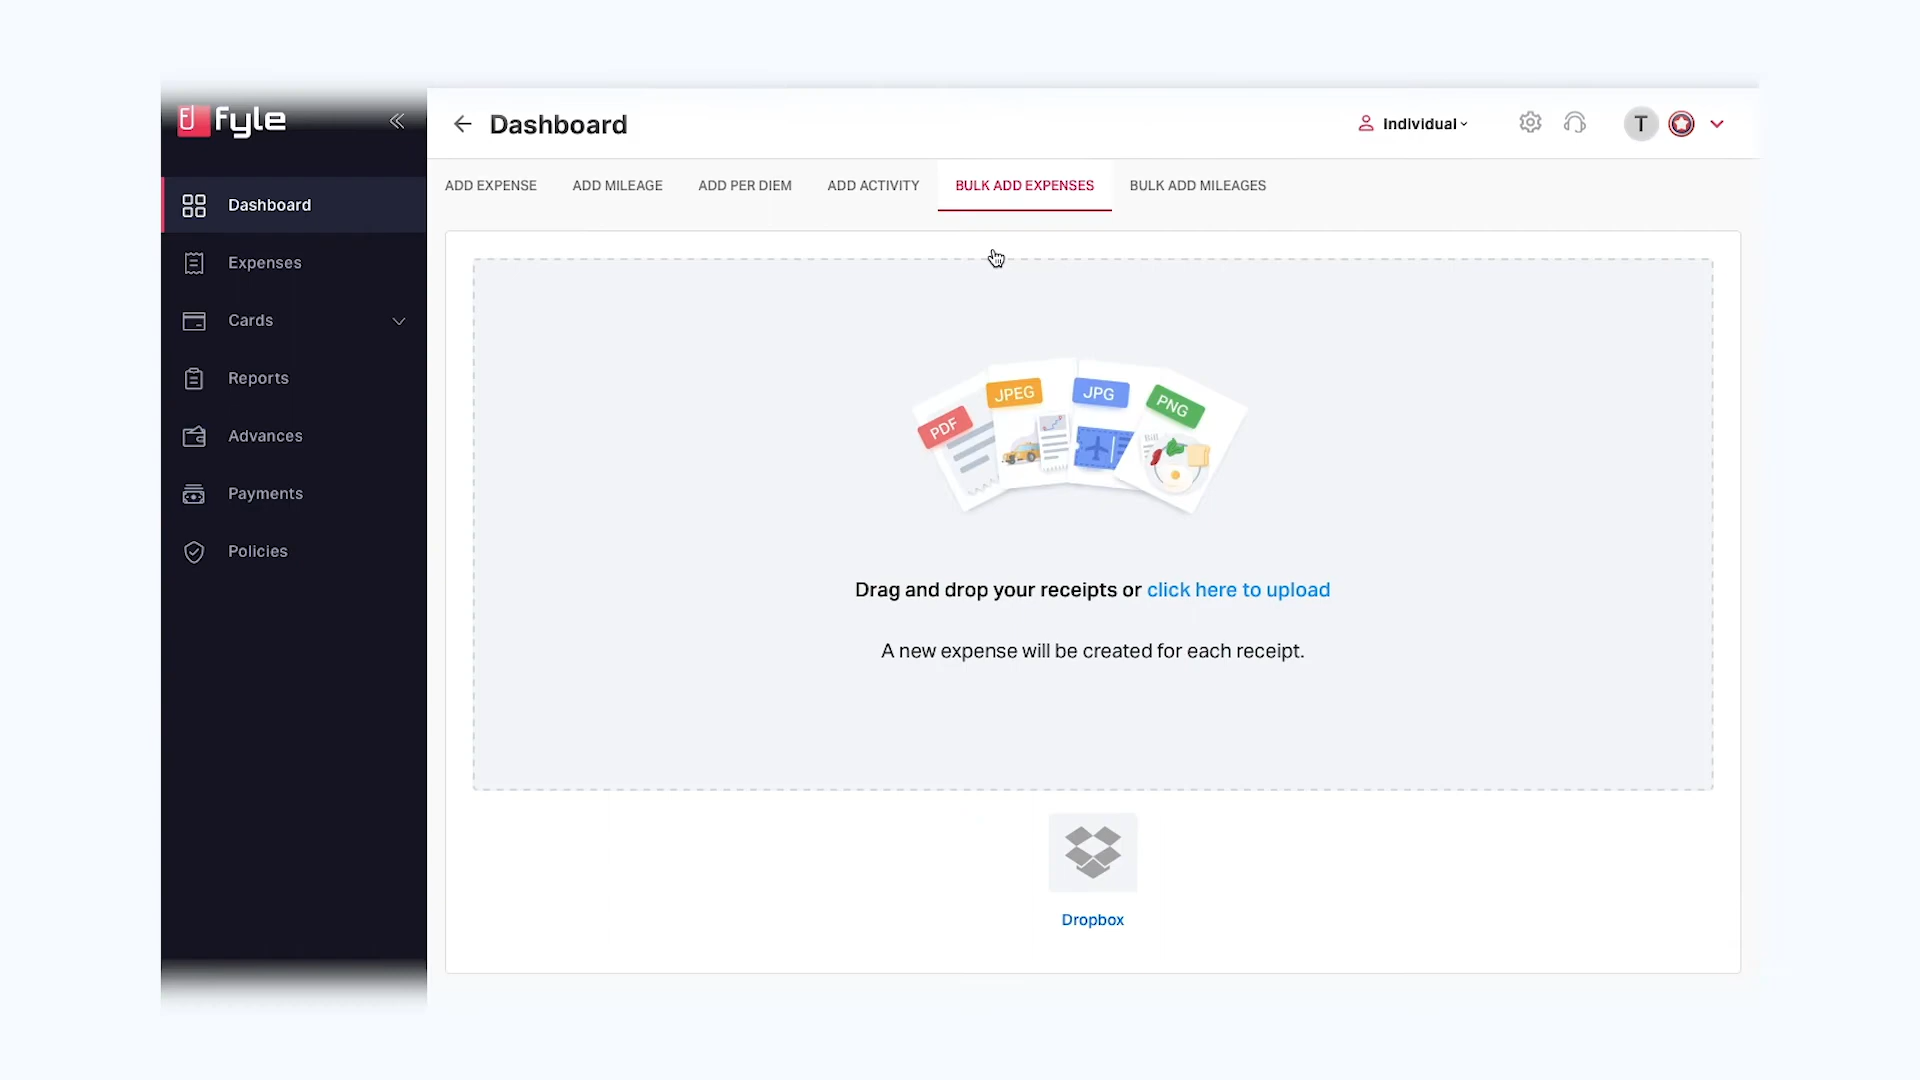 fyle
Dashboard
Individual
T
Dashboard
Expenses
Cards
Reports
Advances
Payments
Policies
ADD EXPENSE
ADD MILEAGE
ADD PER DIEM
ADD ACTIVITY
BULK ADD EXPENSES
BULK ADD MILEAGES
PDF
JPEG
JPG
PNG
Bill
Drag and drop your receipts or click here to upload
A new expense will be created for each receipt.
Dropbox